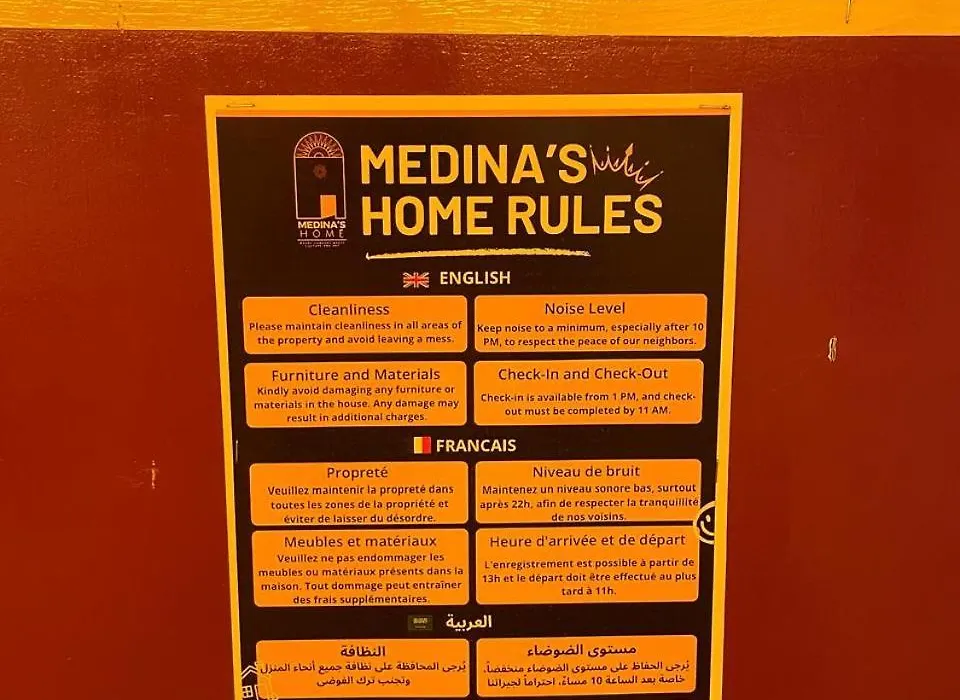 MEDINA'S
HOME RULES
MEDINA'S
HOME
ENGLISH
Cleanliness
Please maintain cleanliness in all areas of
the property and avoid leaving a mess.
Noise Level
Keep noise to a minimum, especially after 10
PM, to respect the peace of our neighbors.
Furniture and Materials
Kindly avoid damaging any furniture or
materials in the house. Any damage may
result in additional charges.
Check-In and Check-Out
Check-in is available from 1 PM, and check-
out must be completed by 11 AM.
FRANCAIS
Propreté
Veuillez maintenir la propreté dans
toutes les zones de la propriété et
éviter de laisser du désordre.
Niveau de bruit
Maintenez un niveau sonore bas, surtout
après 22h, afin de respecter la tranquillité
de nos voisins.
Meubles et matériaux
Veuillez ne pas endommager les
meubles ou matériaux présents dans la
maison. Tout dommage peut entraîner
des frais supplémentaires.
Heure d'arrivée et de départ
L'enregistrement est possible à partir de
13h et le départ doit être effectué au plus
tard à 11h.
العربية
النظافة
يُرجى المحافظة على نظافة جميع أنحاء المنزل
وتجنب ترك الفوضى
مستوى الضوضاء
يُرجى الحفاظ على مستوى الضوضاء منخفضاً،
خاصة بعد الساعة 10 مساءً، احتراماً لجيراننا